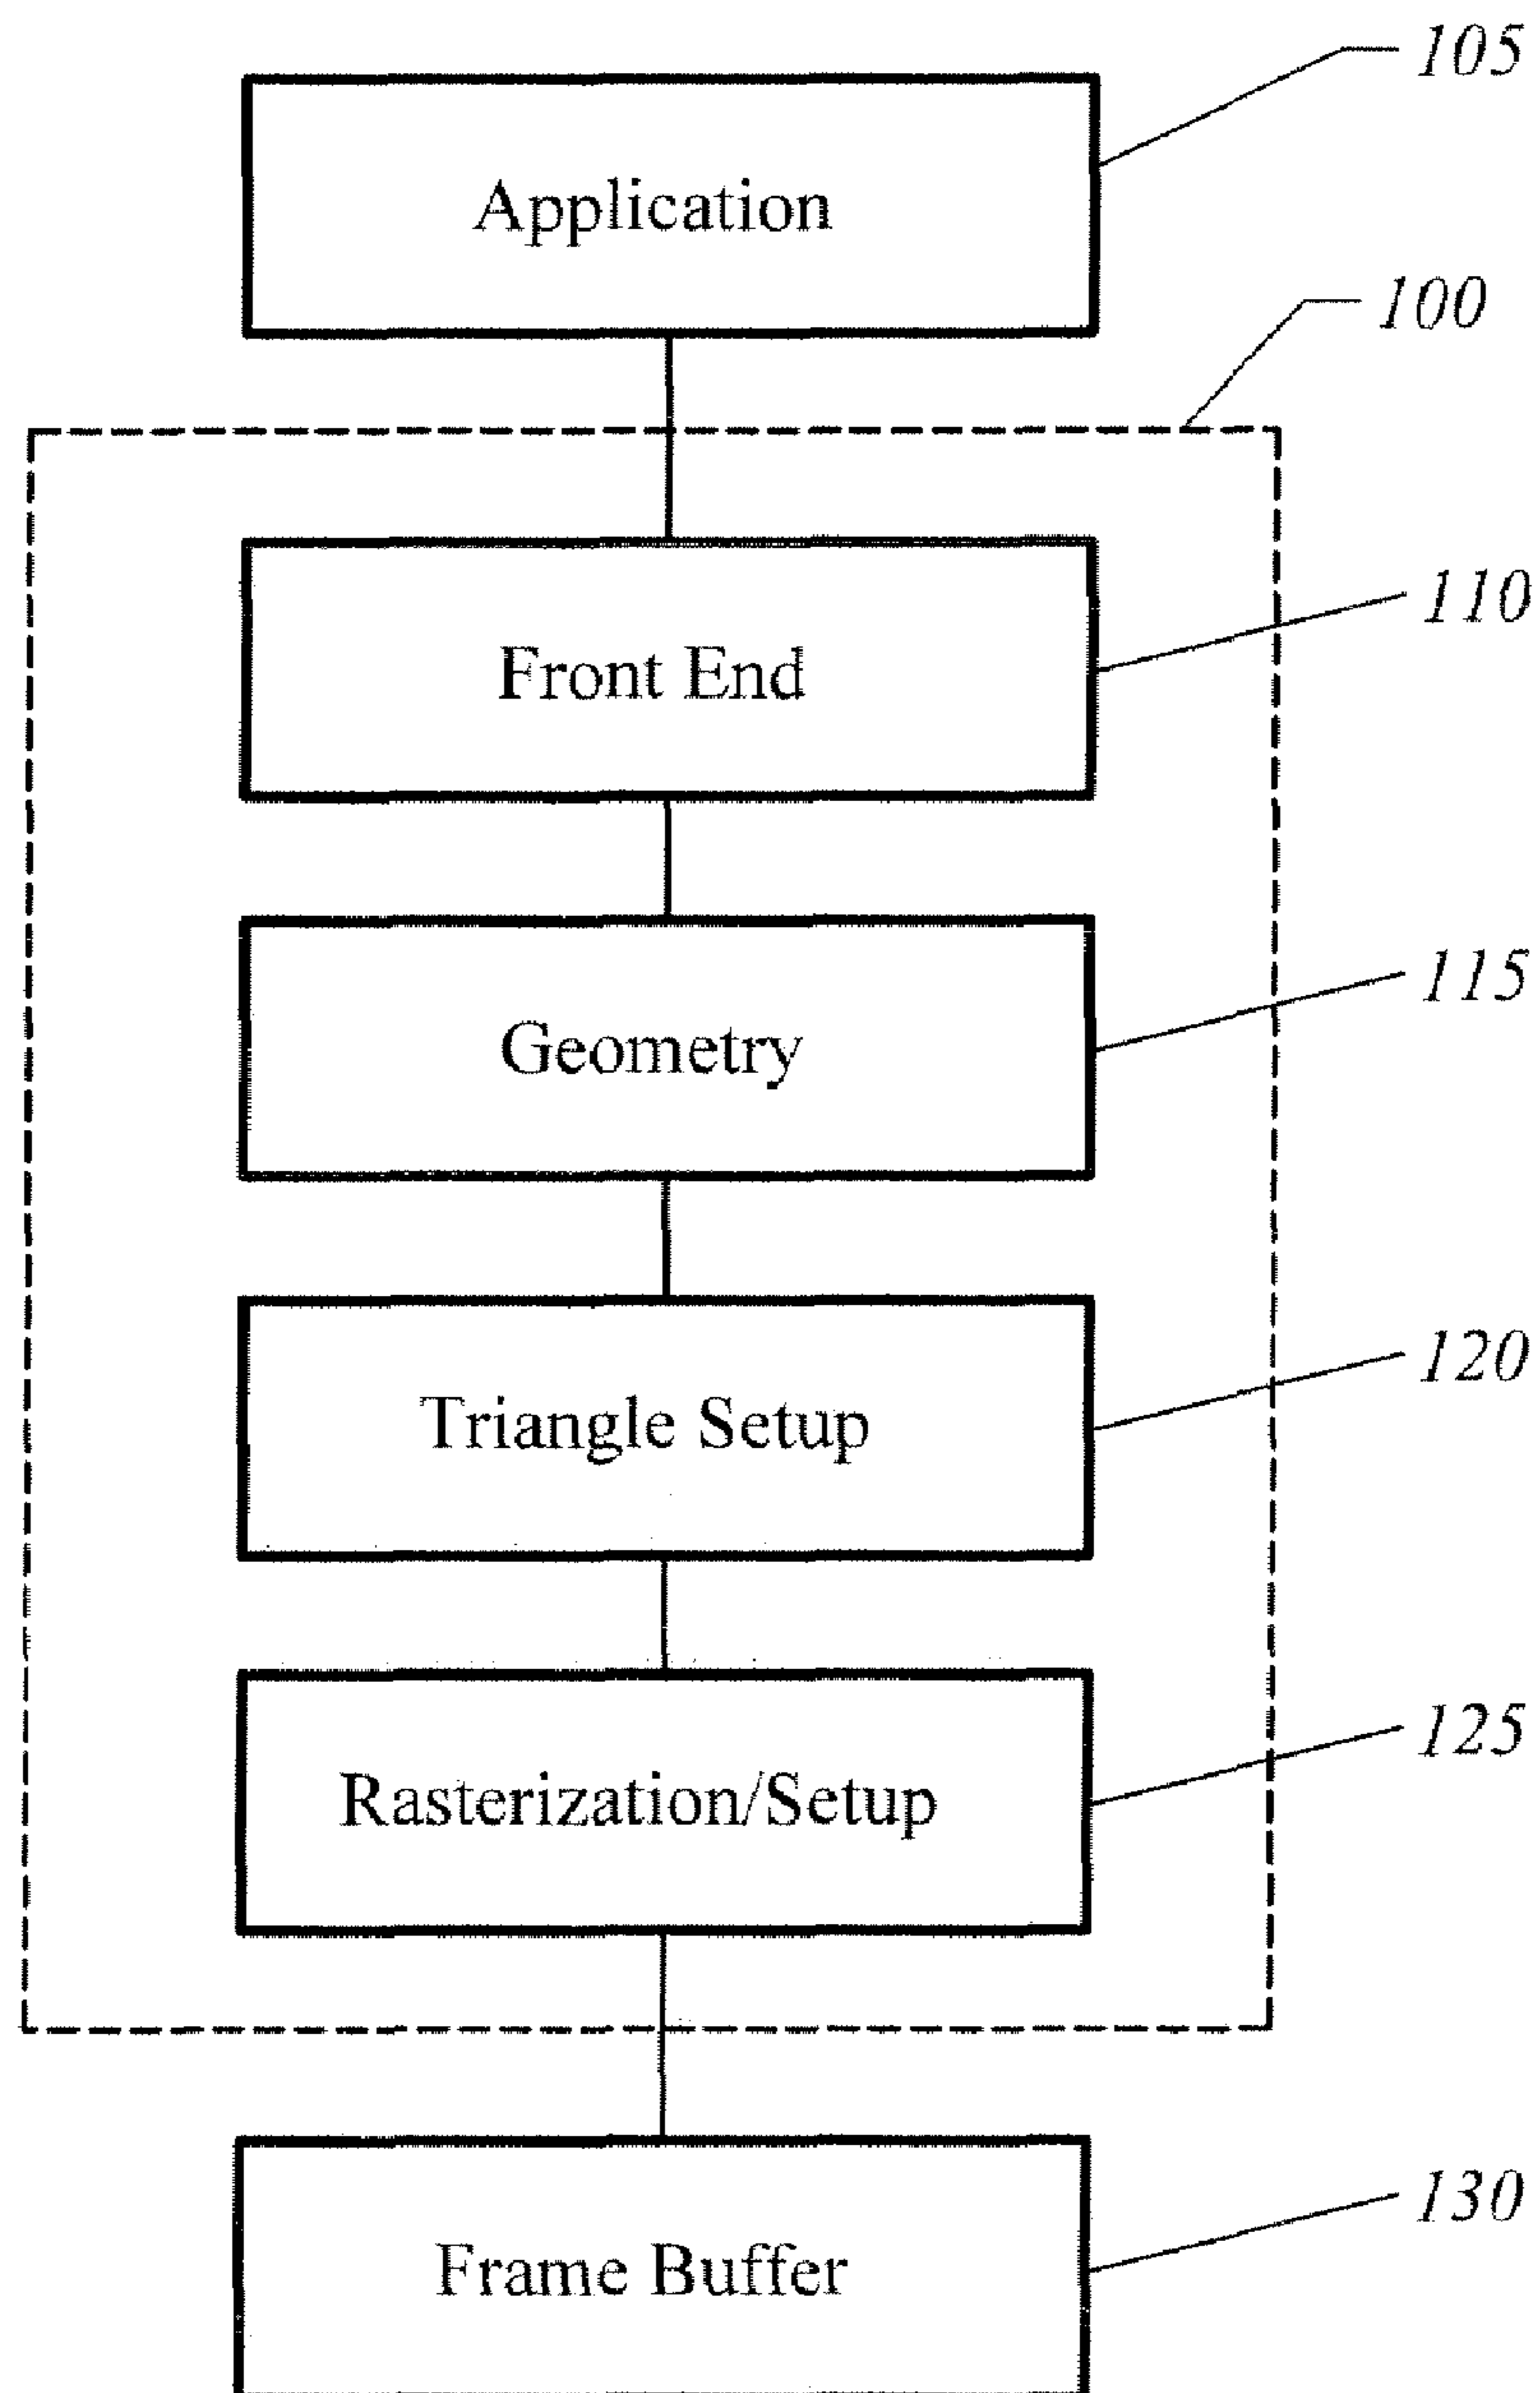 105
Application
100
110
Front End
115
Geometry
120
Triangle Setup
125
Rasterization/Setup
130
Frame Buffer